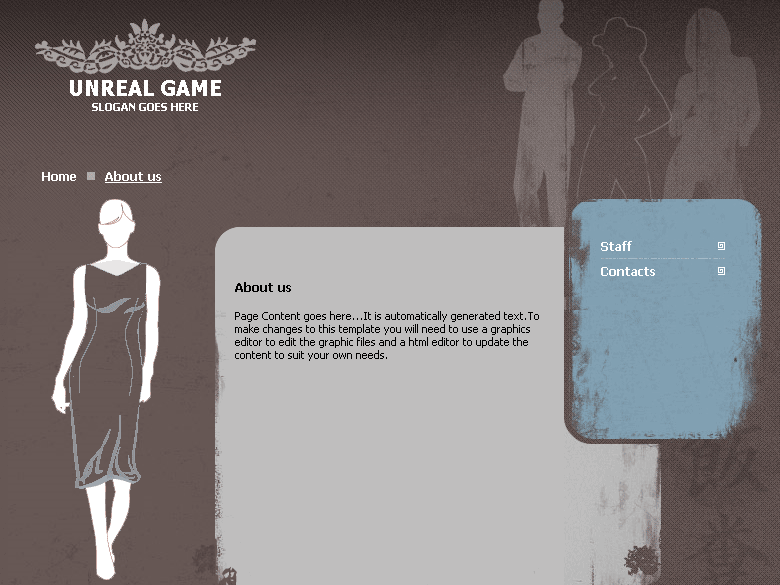 UNREAL GAME
SLOGAN GOES HERE
Home
About us
Staff
Contacts
About us
Page Content goes here...It is automatically generated text.To
make changes to this template you will need to use a graphics
editor to edit the graphic files and a html editor to update the
content to suit your own needs.
飯
番